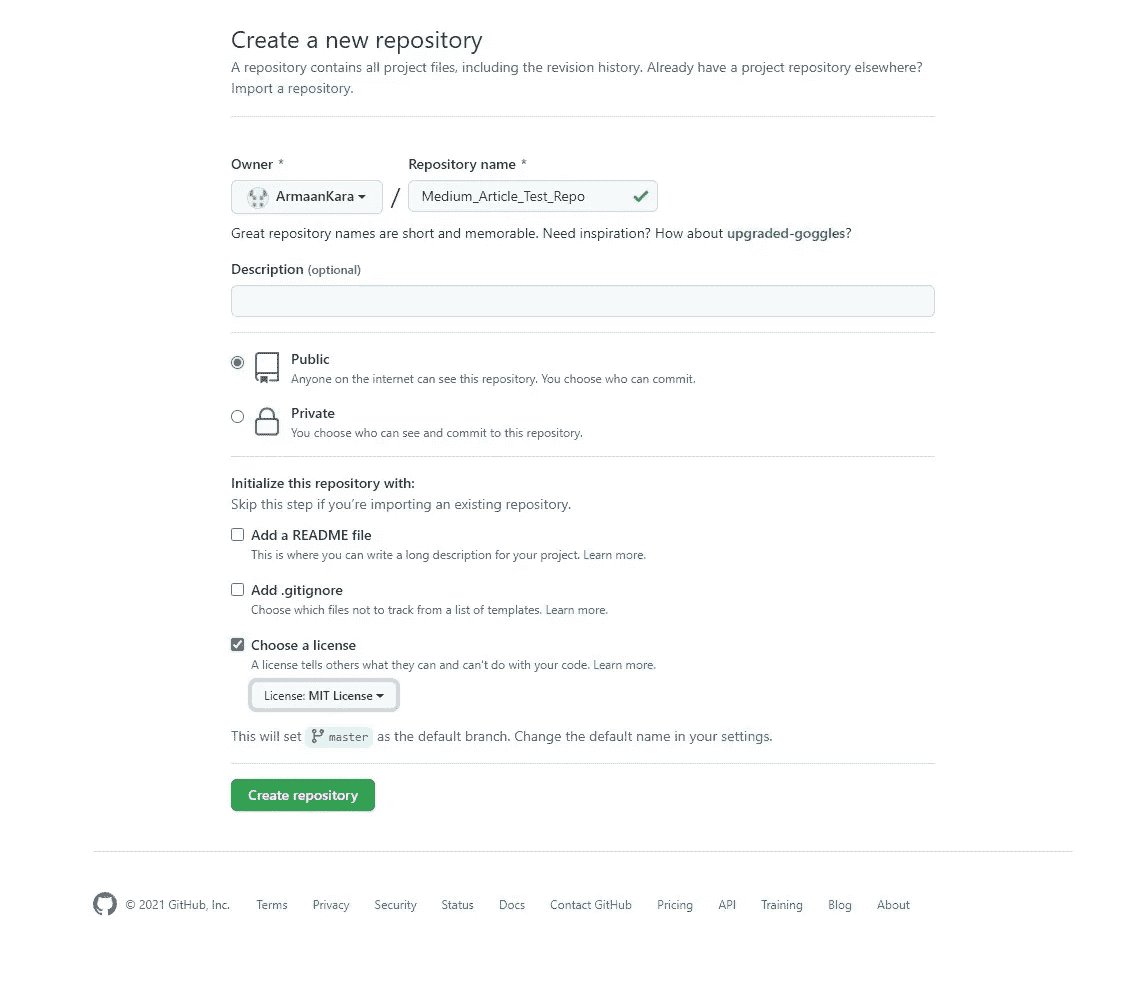 Create a new repository
A repository contains all project files, including the revision history. Already have a project repository elsewhere?
Import a repository.
Owner *
Repository name *
ArmaanKara
/
Medium_Article_Test_Repo
Great repository names are short and memorable. Need inspiration? How about upgraded-goggles?
Description (optional)
Public
Anyone on the internet can see this repository. You choose who can commit.
Private
You choose who can see and commit to this repository.
Initialize this repository with:
Skip this step if you’re importing an existing repository.
Add a README file
This is where you can write a long description for your project. Learn more.
Add .gitignore
Choose which files not to track from a list of templates. Learn more.
Choose a license
A license tells others what they can and can't do with your code. Learn more.
License: MIT License
This will set master as the default branch. Change the default name in your settings.
Create repository
© 2021 GitHub, Inc. Terms Privacy Security Status Docs Contact GitHub Pricing API Training Blog About